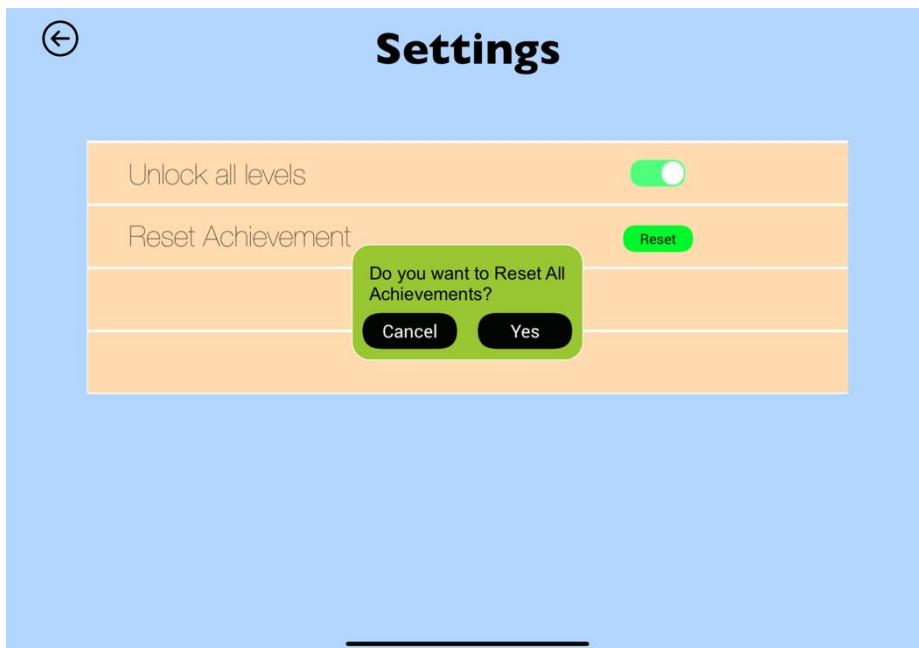 Settings
Unlock all levels
Reset Achievement
Reset
Do you want to Reset All
Achievements?
Cancel
Yes